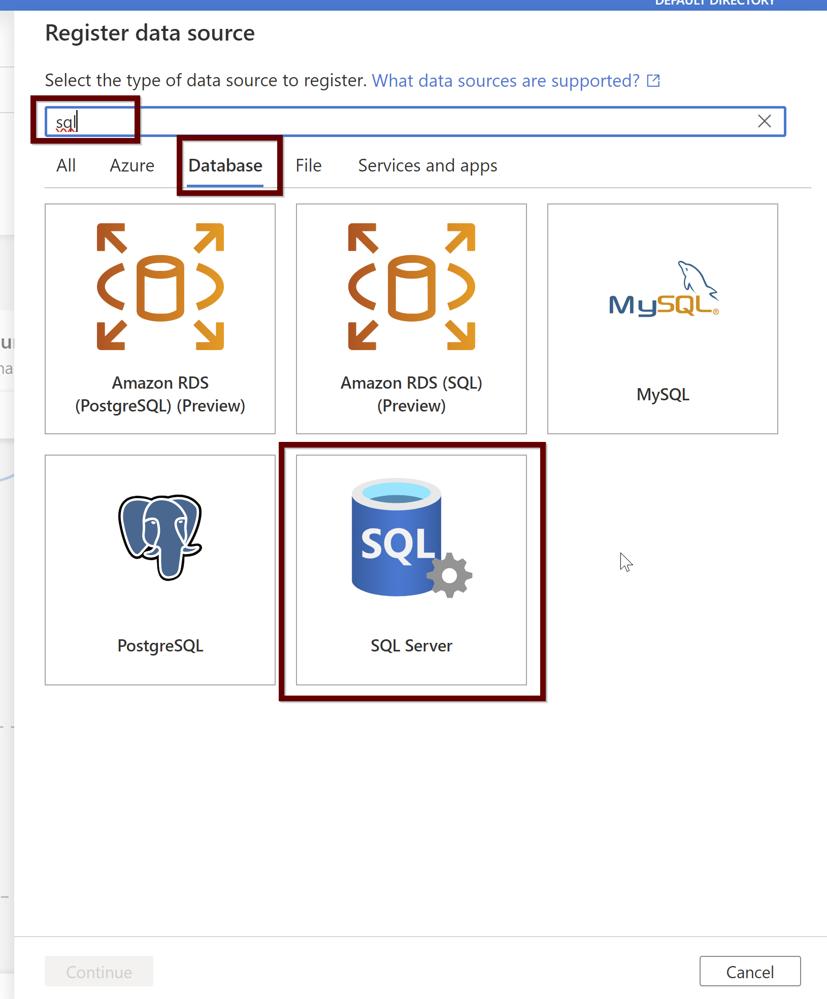 DEFAULT DIRECTORY
Register data source
Select the type of data source to register. What data sources are supported?
sql
All Azure Database File Services and apps
MySQL®
Amazon RDS
(PostgreSQL) (Preview)
Amazon RDS (SQL)
(Preview)
MySQL
SQL
PostgreSQL
SQL Server
Continue
Cancel